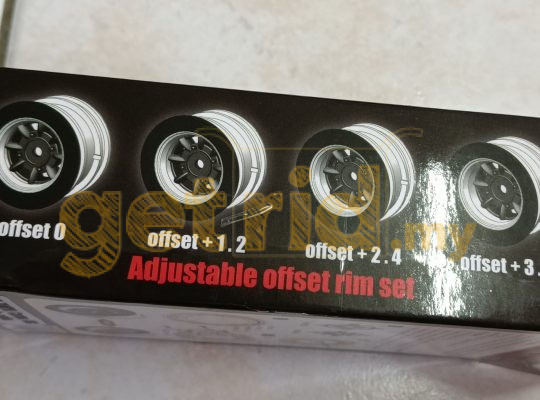 offset 0
offset + 1.2
offset + 2.4
offset + 3.
Adjustable offset rim set
getrid.my